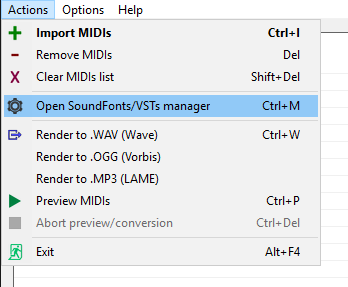 Actions Options Help
Import MIDIs Ctrl+I
Remove MIDIs Del
Clear MIDIs list Shift+Del
Open SoundFonts/VSTs manager Ctrl+M
Render to .WAV (Wave) Ctrl+W
Render to .OGG (Vorbis)
Render to .MP3 (LAME)
Preview MIDIs Ctrl+P
Abort preview/conversion Ctrl+Del
Exit Alt+F4